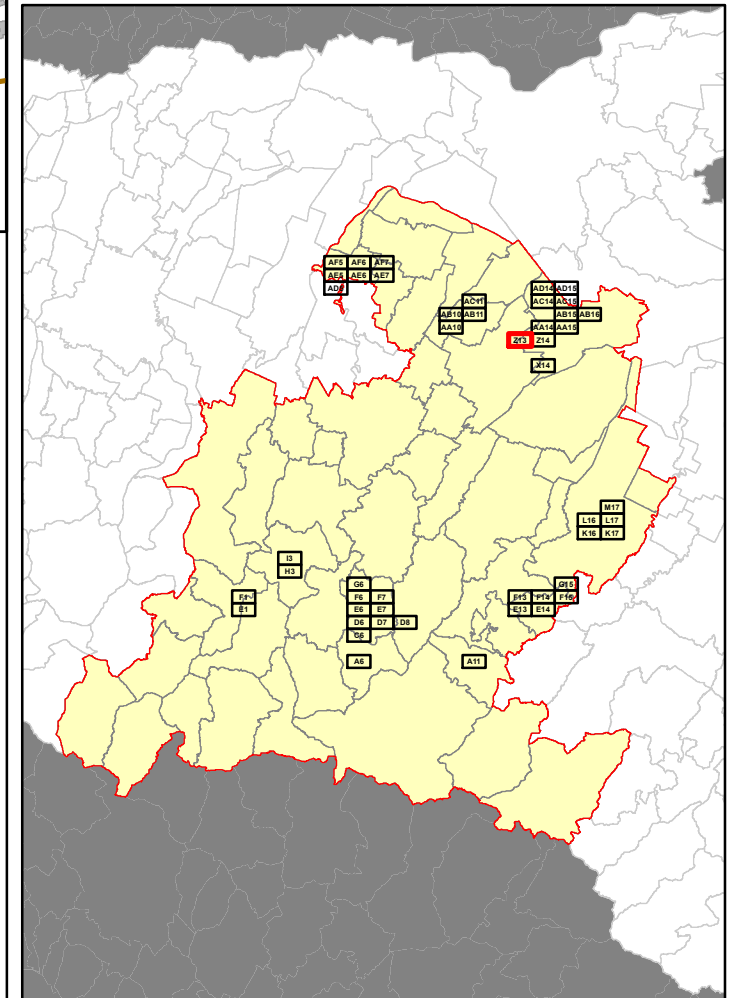 AF5 AF6 AF7
AE5 AE6 AE7
AD5 AD14 AD15
AC11 AC14 AC15
AB10 AB11 AB15 AB16
AA10 AA14 AA15
Z13 Z14
X14
M17
L16 L17
K16 K17
I3
H3
G6 G15
F1 F6 F7 F13 F14 F15
E1 E6 E7 E13 E14
D6 D7 D8
C6
A6 A11